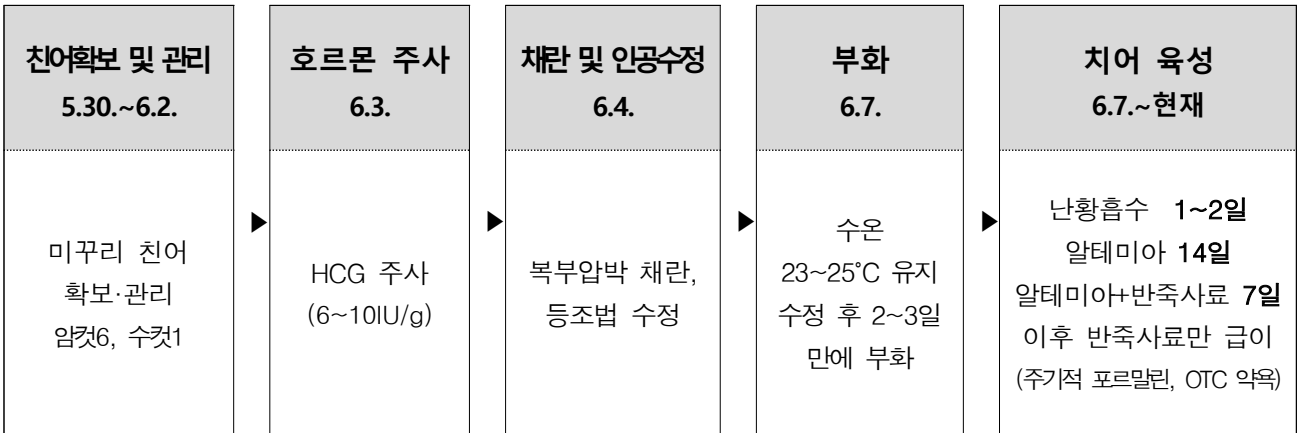 친어확보 및 관리
5.30.~6.2.
미꾸리 친어
확보·관리
암컷6, 수컷1
▶
호르몬 주사
6.3.
HCG 주사
(6~10IU/g)
▶
채란 및 인공수정
6.4.
복부압박 채란,
등조법 수정
▶
부화
6.7.
수온
23~25°C 유지
수정 후 2~3일
만에 부화
▶
치어 육성
6.7.~현재
난황흡수 1~2일
알테미아 14일
알테미아+반죽사료 7일
이후 반죽사료만 급이
(주기적 포르말린, OTC 약욕)